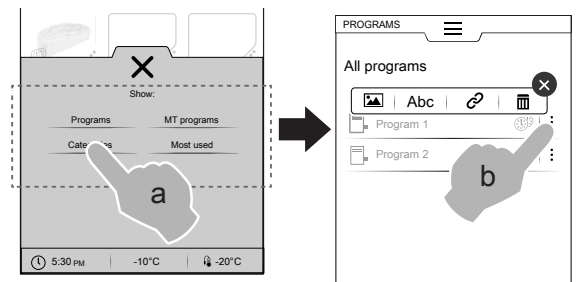 Show:
Programs MT programs
Categories Most used
a
5:30 PM -10°C -20°C
PROGRAMS
All programs
Abc
Program 1
Program 2
b